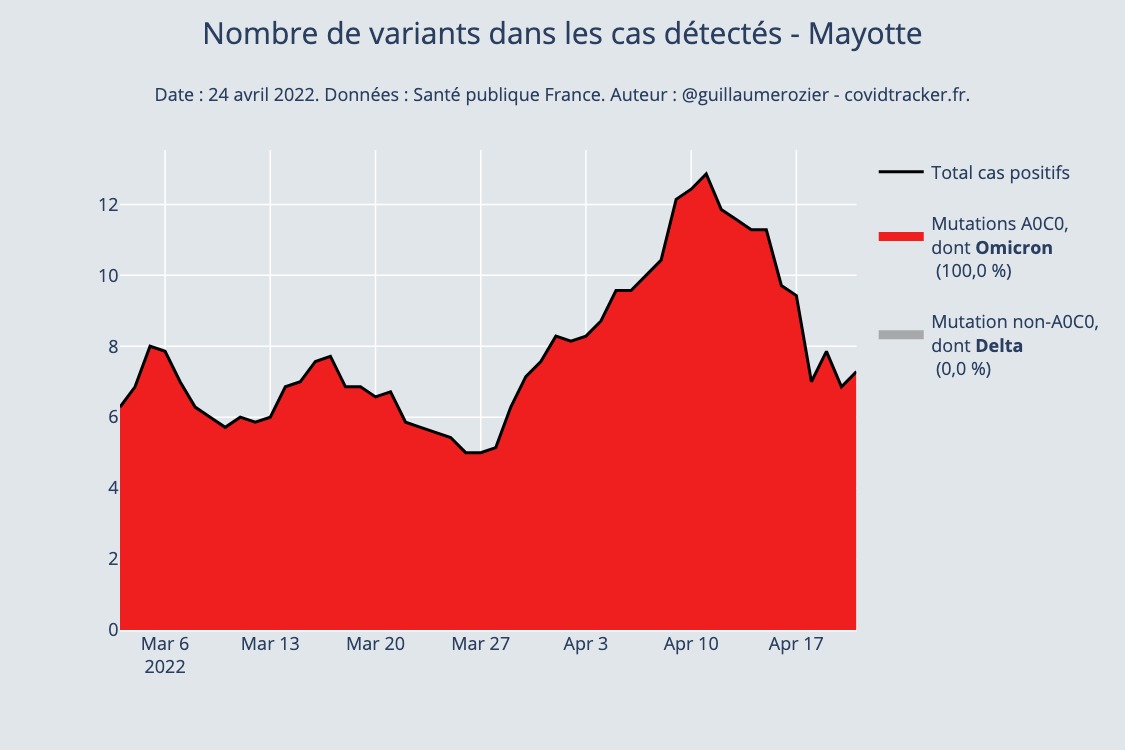 Nombre de variants dans les cas détectés - Mayotte
Date : 24 avril 2022. Données : Santé publique France. Auteur : @guillaumerozier - covidtracker.fr.
Total cas positifs
Mutations A0C0,
dont Omicron
(100,0 %)
Mutation non-A0C0,
dont Delta
(0,0 %)
12
10
8
6
4
2
0
Mar 6 Mar 13 Mar 20 Mar 27 Apr 3 Apr 10 Apr 17
2022